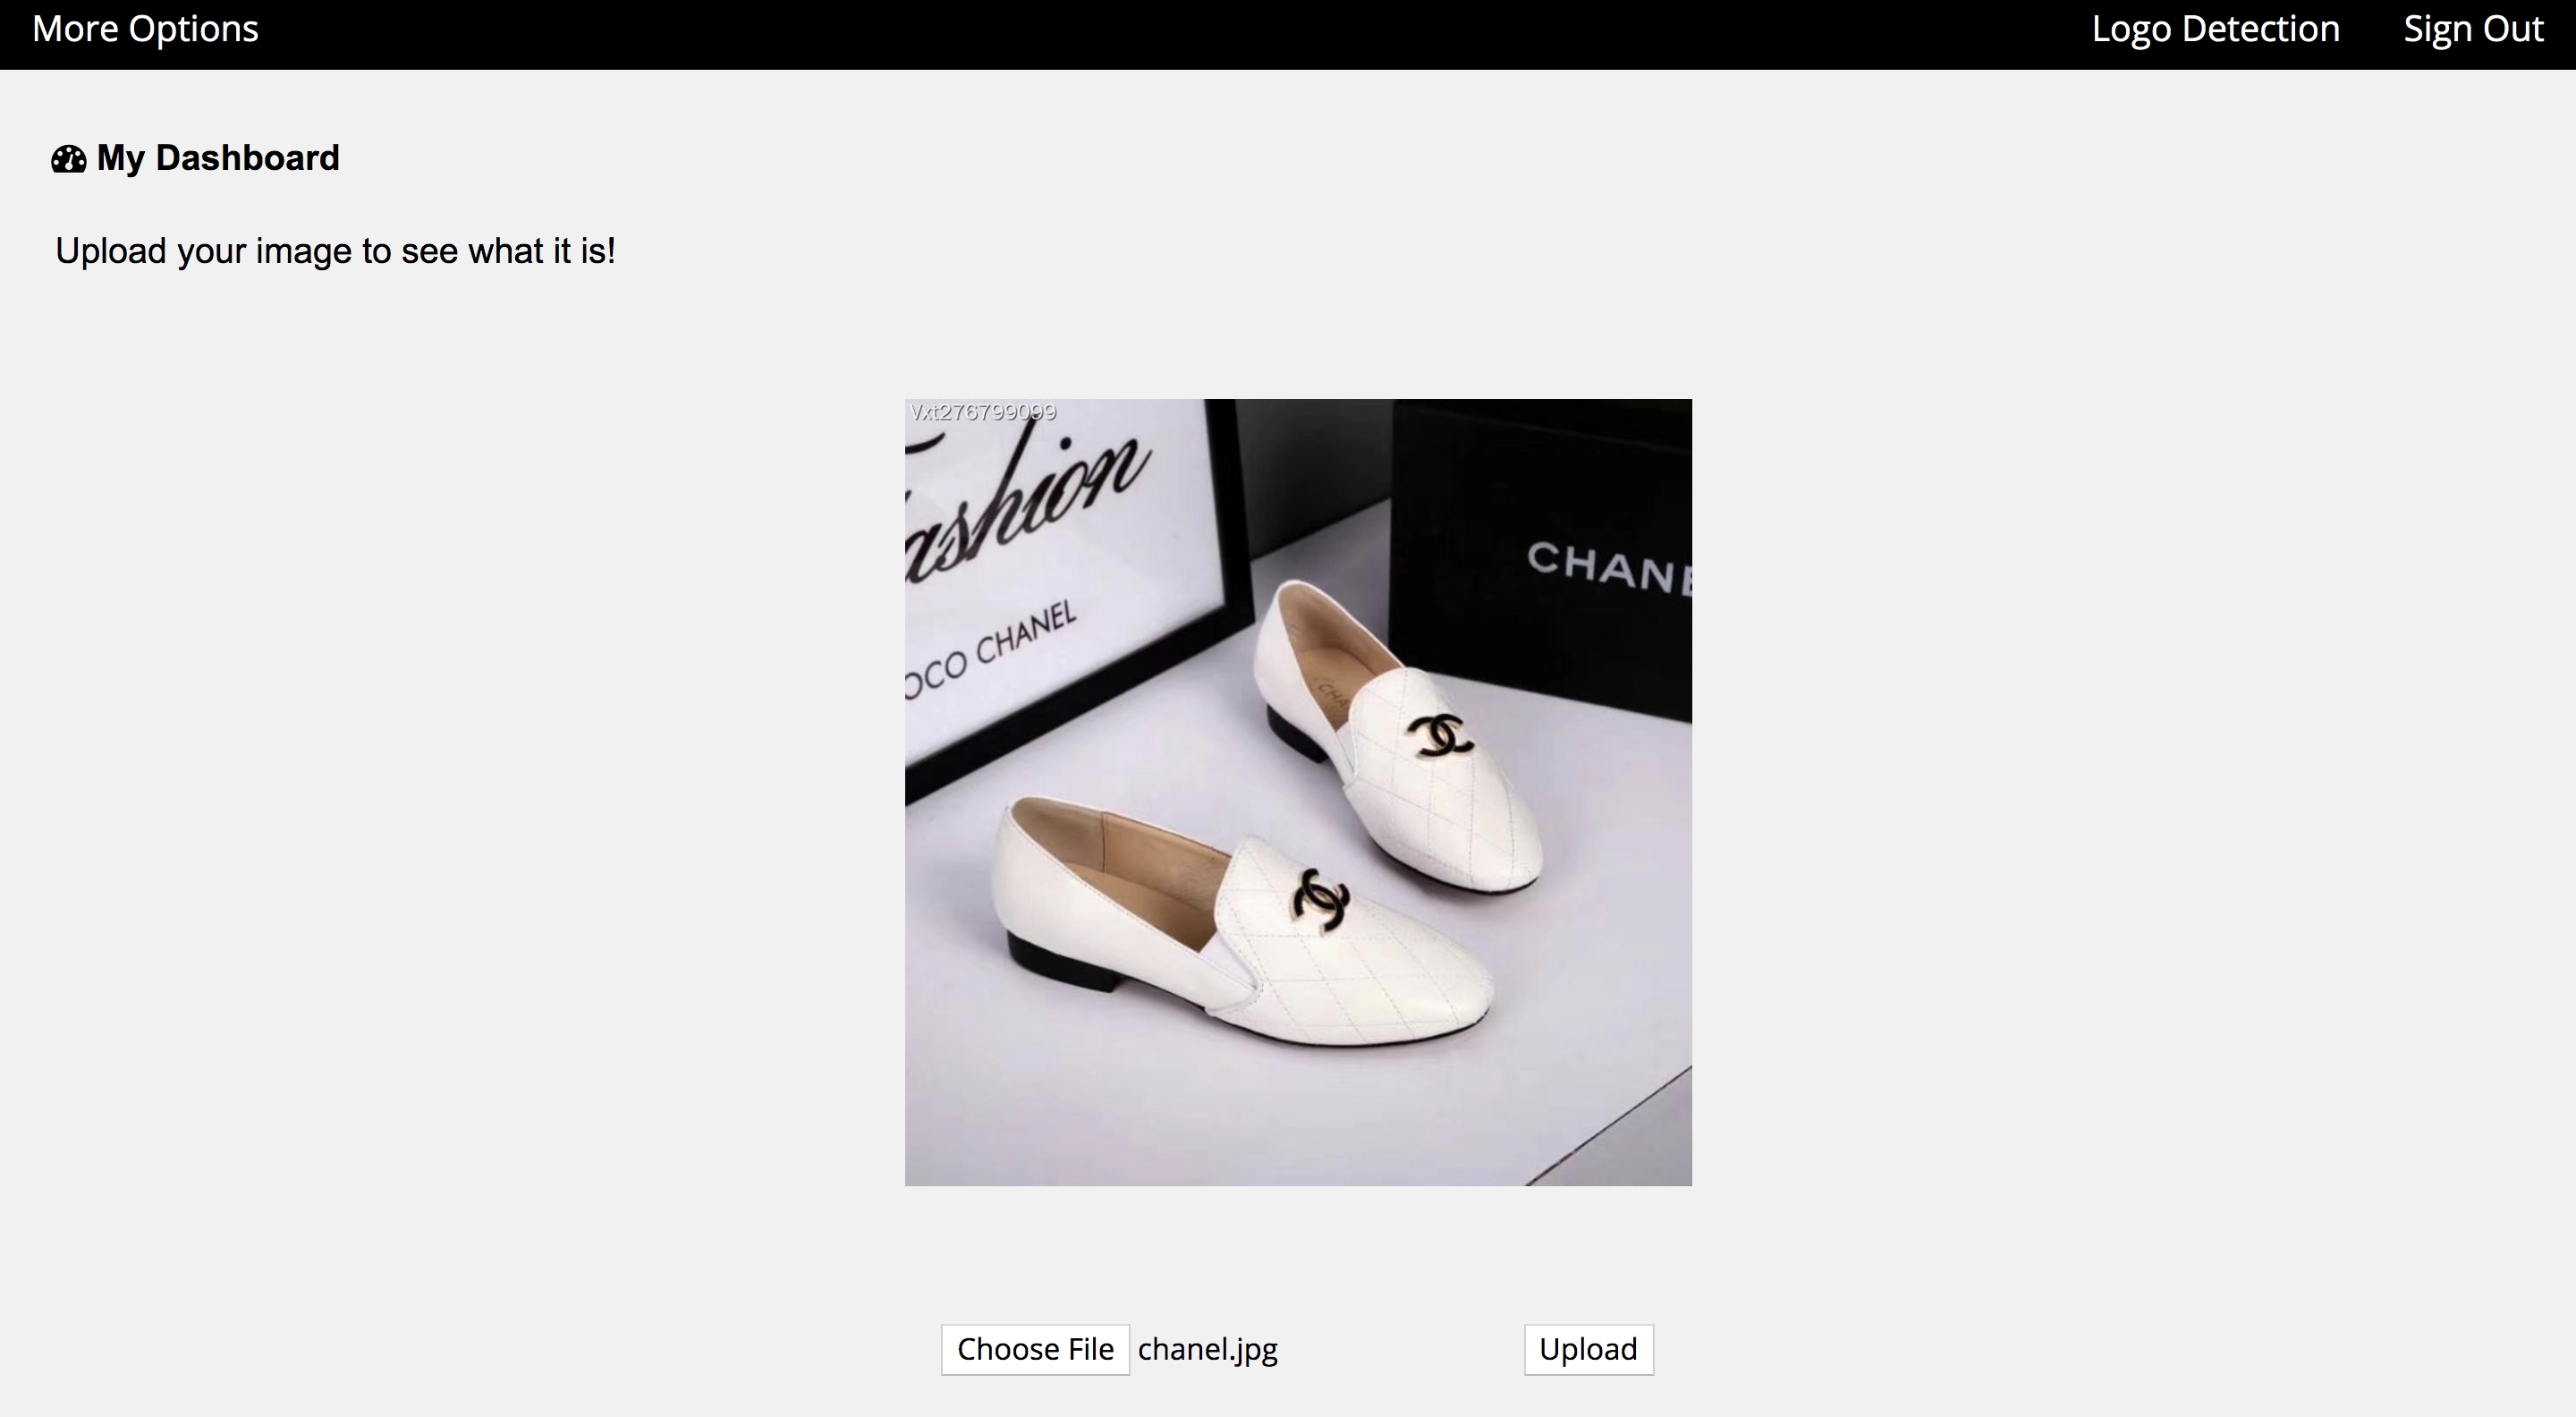 More Options
Logo Detection
Sign Out
My Dashboard
Upload your image to see what it is!
Vxt276799099
ashion
OCO CHANEL
CHANE
CHA
Choose File
chanel.jpg
Upload